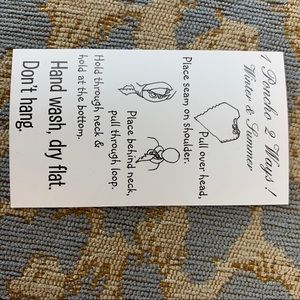 1 Poncho 2 Ways !
Winter & Summer
Pull over head,
Place seam on shoulder.
Place behind neck,
pull through loop.
Hold through neck &
hold at the bottom.
Hand wash, dry flat.
Don't hang.